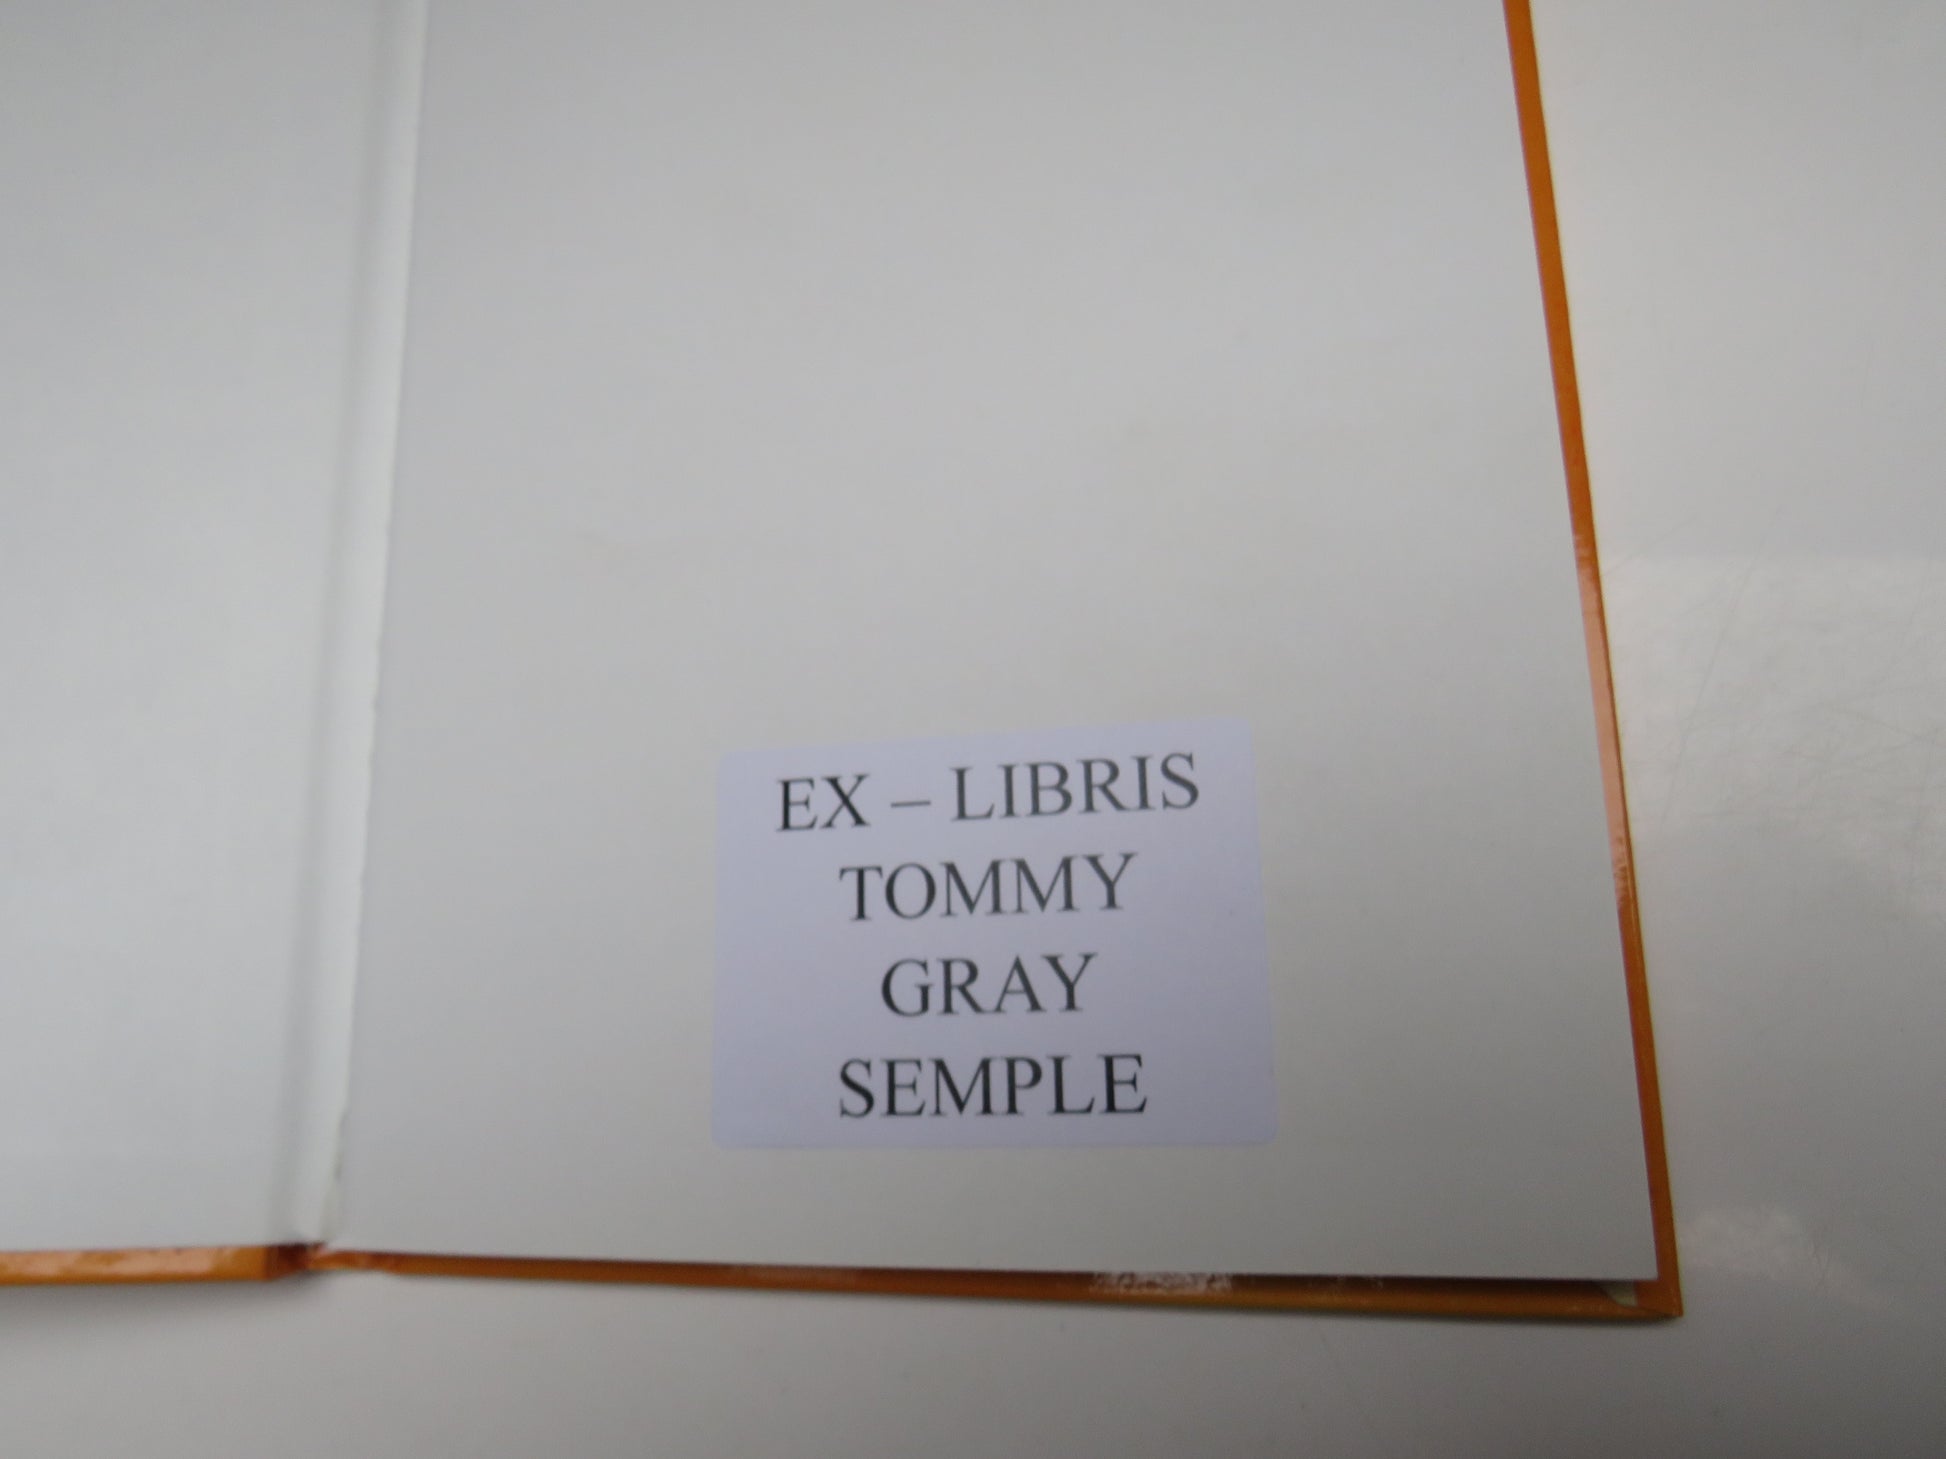 EX – LIBRIS
TOMMY
GRAY
SEMPLE